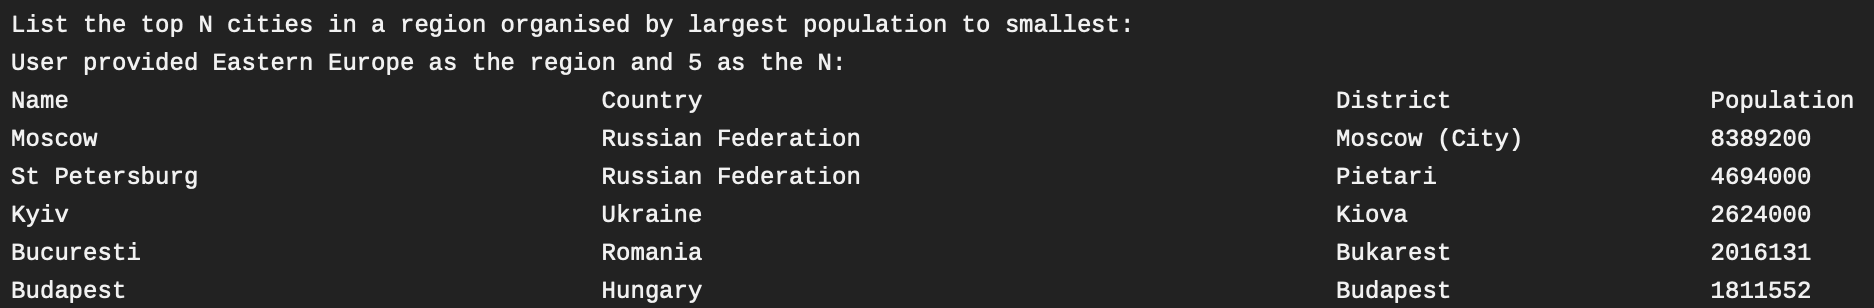 List the top N cities in a region organised by largest population to smallest:
User provided Eastern Europe as the region and 5 as the N:
Name Country District Population
Moscow Russian Federation Moscow (City) 8389200
St Petersburg Russian Federation Pietari 4694000
Kyiv Ukraine Kiova 2624000
Bucuresti Romania Bukarest 2016131
Budapest Hungary Budapest 1811552